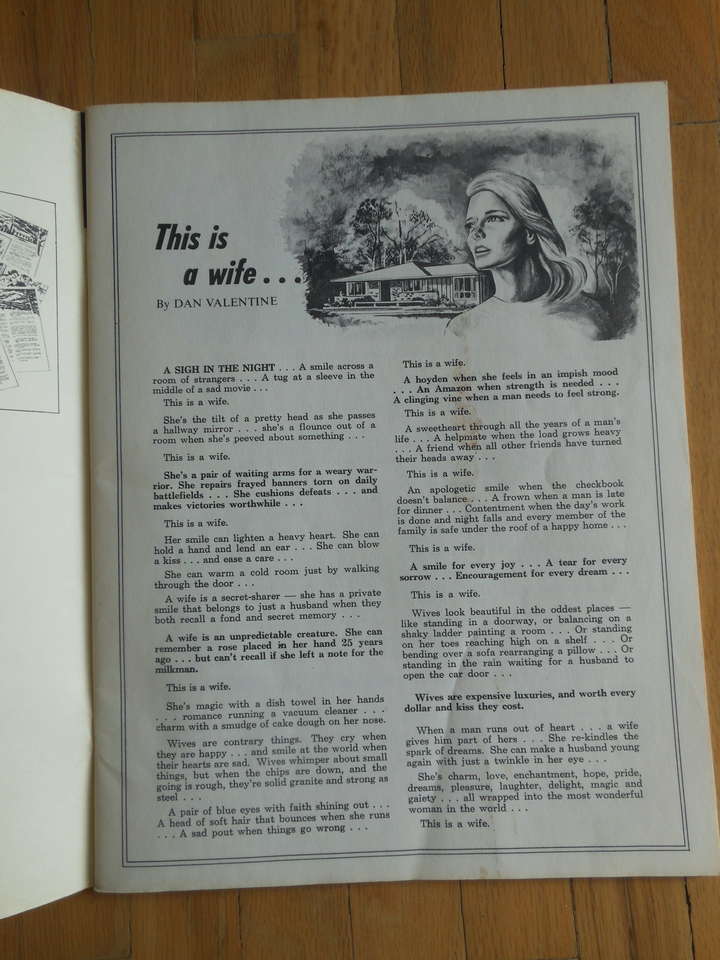 This is
a wife . . .
By DAN VALENTINE
A SIGH IN THE NIGHT . . . A smile across a
room of strangers . . . A tug at a sleeve in the
middle of a sad movie . . .
This is a wife.
She's the tilt of a pretty head as she passes
a hallway mirror . . . she's a flounce out of a
room when she's peeved about something . . .
This is a wife.
She's a pair of waiting arms for a weary war-
rior. She repairs frayed banners torn on daily
battlefields . . . She cushions defeats . . . and
makes victories worthwhile . . .
This is a wife.
Her smile can lighten a heavy heart. She can
hold a hand and lend an ear . . . She can blow
a kiss . . . and ease a care . . .
She can warm a cold room just by walking
through the door . . .
A wife is a secret-sharer — she has a private
smile that belongs to just a husband when they
both recall a fond and secret memory . . .
A wife is an unpredictable creature. She can
remember a rose placed in her hand 25 years
ago . . . but can't recall if she left a note for the
milkman.
This is a wife.
She's magic with a dish towel in her hands
. . . romance running a vacuum cleaner . . .
charm with a smudge of cake dough on her nose.
Wives are contrary things. They cry when
they are happy . . . and smile at the world when
their hearts are sad. Wives whimper about small
things, but when the chips are down, and the
going is rough, they're solid granite and strong as
steel . . .
A pair of blue eyes with faith shining out . . .
A head of soft hair that bounces when she runs
. . . A sad pout when things go wrong . . .
This is a wife.
A hoyden when she feels in an impish mood
. . . An Amazon when strength is needed . . .
A clinging vine when a man needs to feel strong.
This is a wife.
A sweetheart through all the years of a man's
life . . . A helpmate when the load grows heavy
. . . A friend when all other friends have turned
their heads away . . .
This is a wife.
An apologetic smile when the checkbook
doesn't balance . . . A frown when a man is late
for dinner . . . Contentment when the day's work
is done and night falls and every member of the
family is safe under the roof of a happy home . . .
This is a wife.
A smile for every joy . . . A tear for every
sorrow . . . Encouragement for every dream . . .
This is a wife.
Wives look beautiful in the oddest places —
like standing in a doorway, or balancing on a
shaky ladder painting a room . . . Or standing
on her toes reaching high on a shelf . . . Or
bending over a sofa rearranging a pillow . . . Or
standing in the rain waiting for a husband to
open the car door . . .
Wives are expensive luxuries, and worth every
dollar and kiss they cost.
When a man runs out of heart . . . a wife
gives him part of hers . . . She re-kindles the
spark of dreams. She can make a husband young
again with just a twinkle in her eye . . .
She's charm, love, enchantment, hope, pride,
dreams, pleasure, laughter, delight, magic and
gaiety . . . all wrapped into the most wonderful
woman in the world . . .
This is a wife.